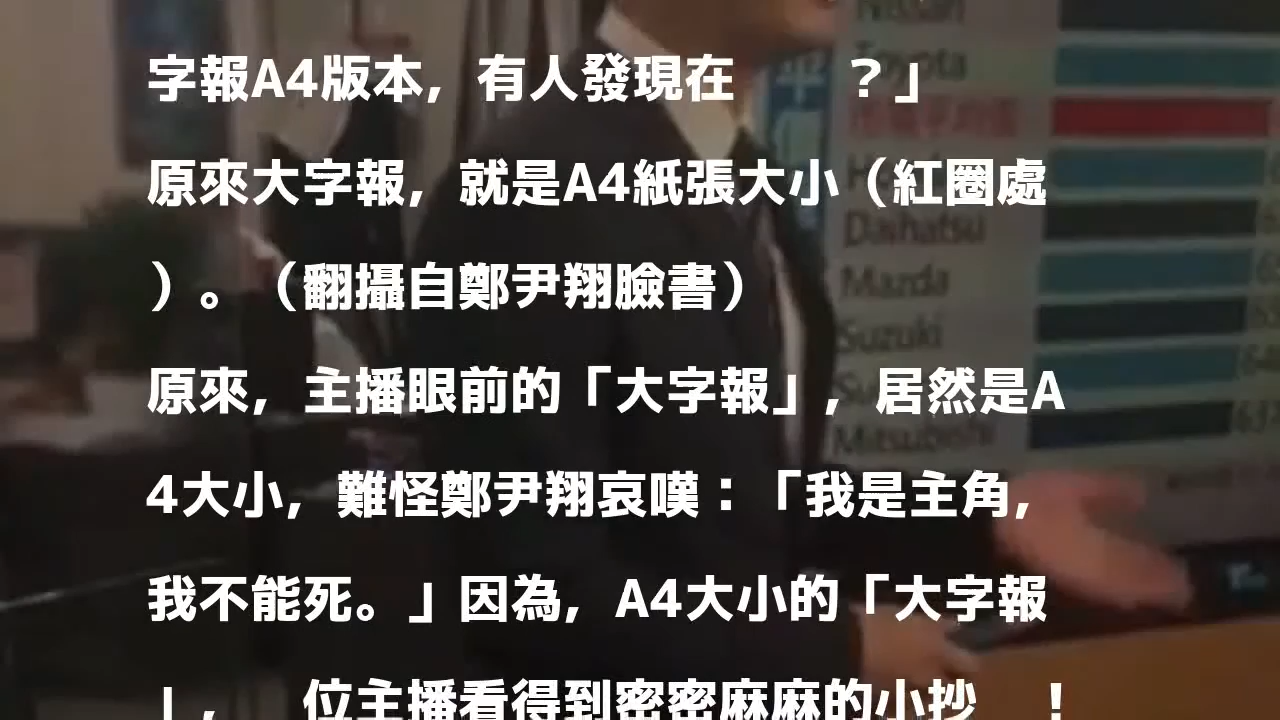 字報A4版本，有人發現在　　？」
原來大字報，就是A4紙張大小（紅圈處
）。（翻攝自鄭尹翔臉書）
原來，主播眼前的「大字報」，居然是A
4大小，難怪鄭尹翔哀嘆：「我是主角，
我不能死。」因為，A4大小的「大字報
」，　位主播看得到密密麻麻的小抄　！
Nissan
Toyota
Daihatsu
Mazda
Suzuki
Mitsubishi